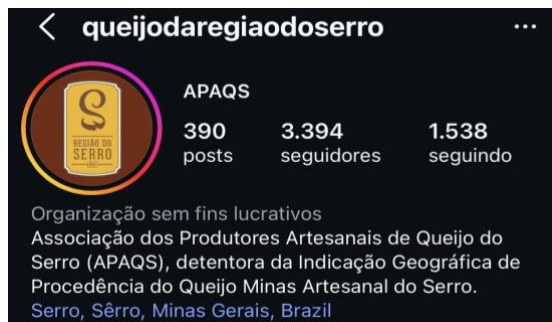 queijodaregiaodoserro
APAQS
390 3.394 1.538
posts seguidores seguindo
REGIÃO DO
SERRO
Organização sem fins lucrativos
Associação dos Produtores Artesanais de Queijo do
Serro (APAQS), detentora da Indicação Geográfica de
Procedência do Queijo Minas Artesanal do Serro.
Serro, Sêrro, Minas Gerais, Brazil